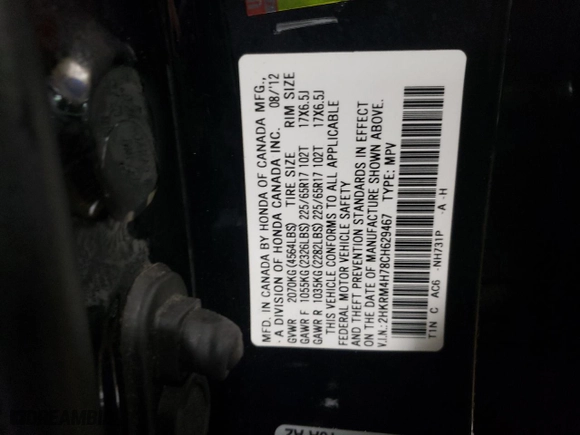 MFD. IN CANADA BY HONDA OF CANADA MFG.,
A DIVISION OF HONDA CANADA INC. 08/'12
GVWR 2070KG(4564LBS) TIRE SIZE RIM SIZE
GAWR F 1055KG(2326LBS) 225/65R17 102T 17X6.5J
GAWR R 1035KG(2282LBS) 225/65R17 102T 17X6.5J
THIS VEHICLE CONFORMS TO ALL APPLICABLE
FEDERAL MOTOR VEHICLE SAFETY
AND THEFT PREVENTION STANDARDS IN EFFECT
ON THE DATE OF MANUFACTURE SHOWN ABOVE.
V.I.N.: 2HKRM4H78CH629467 TYPE: MPV
T1N C AC6 NH731P A -H